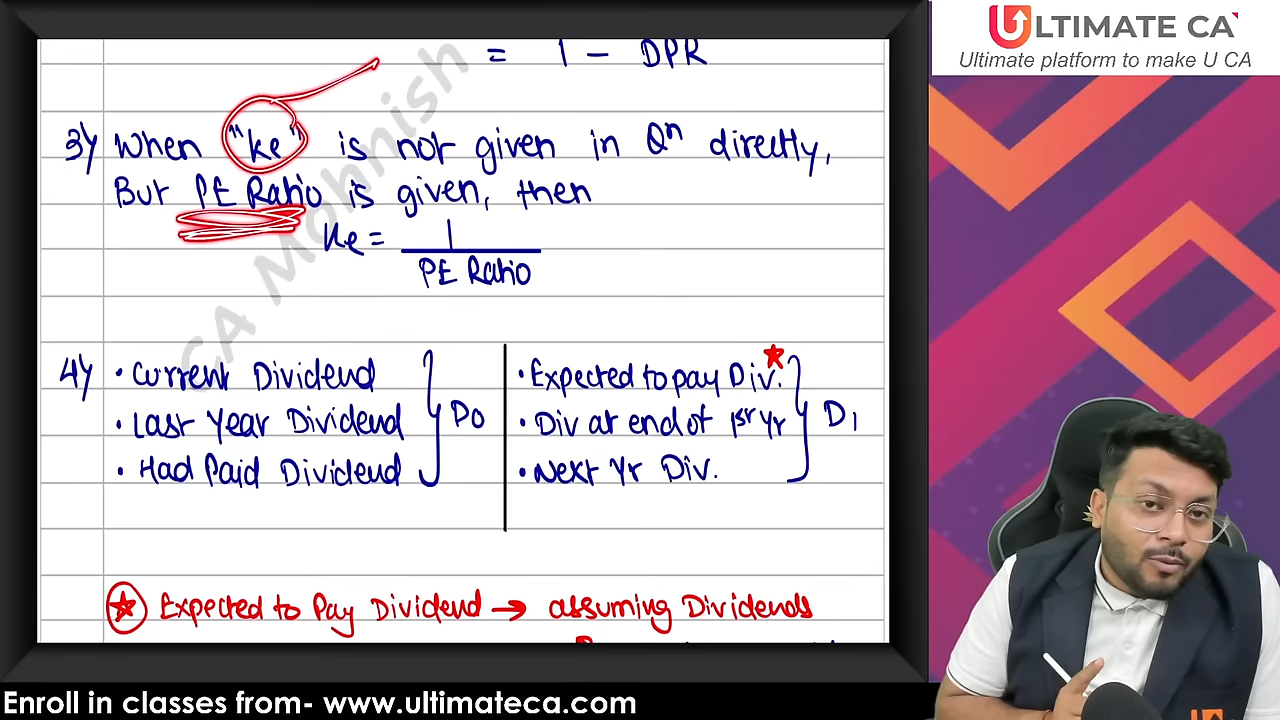 = 1 - DPR
3) When "ke" is not given in Qn directly,
But PE Ratio is given, then
Ke = 1
PE Ratio
4) • Current Dividend
• Last Year Dividend
• Had Paid Dividend
D0
• Expected to pay Div.
• Div at end of 1st yr
• Next Yr Div.
D1
Expected to Pay Dividend → assuming Dividends
CA Mohnish
ULTIMATE CA
Ultimate platform to make U CA
Enroll in classes from- www.ultimateca.com